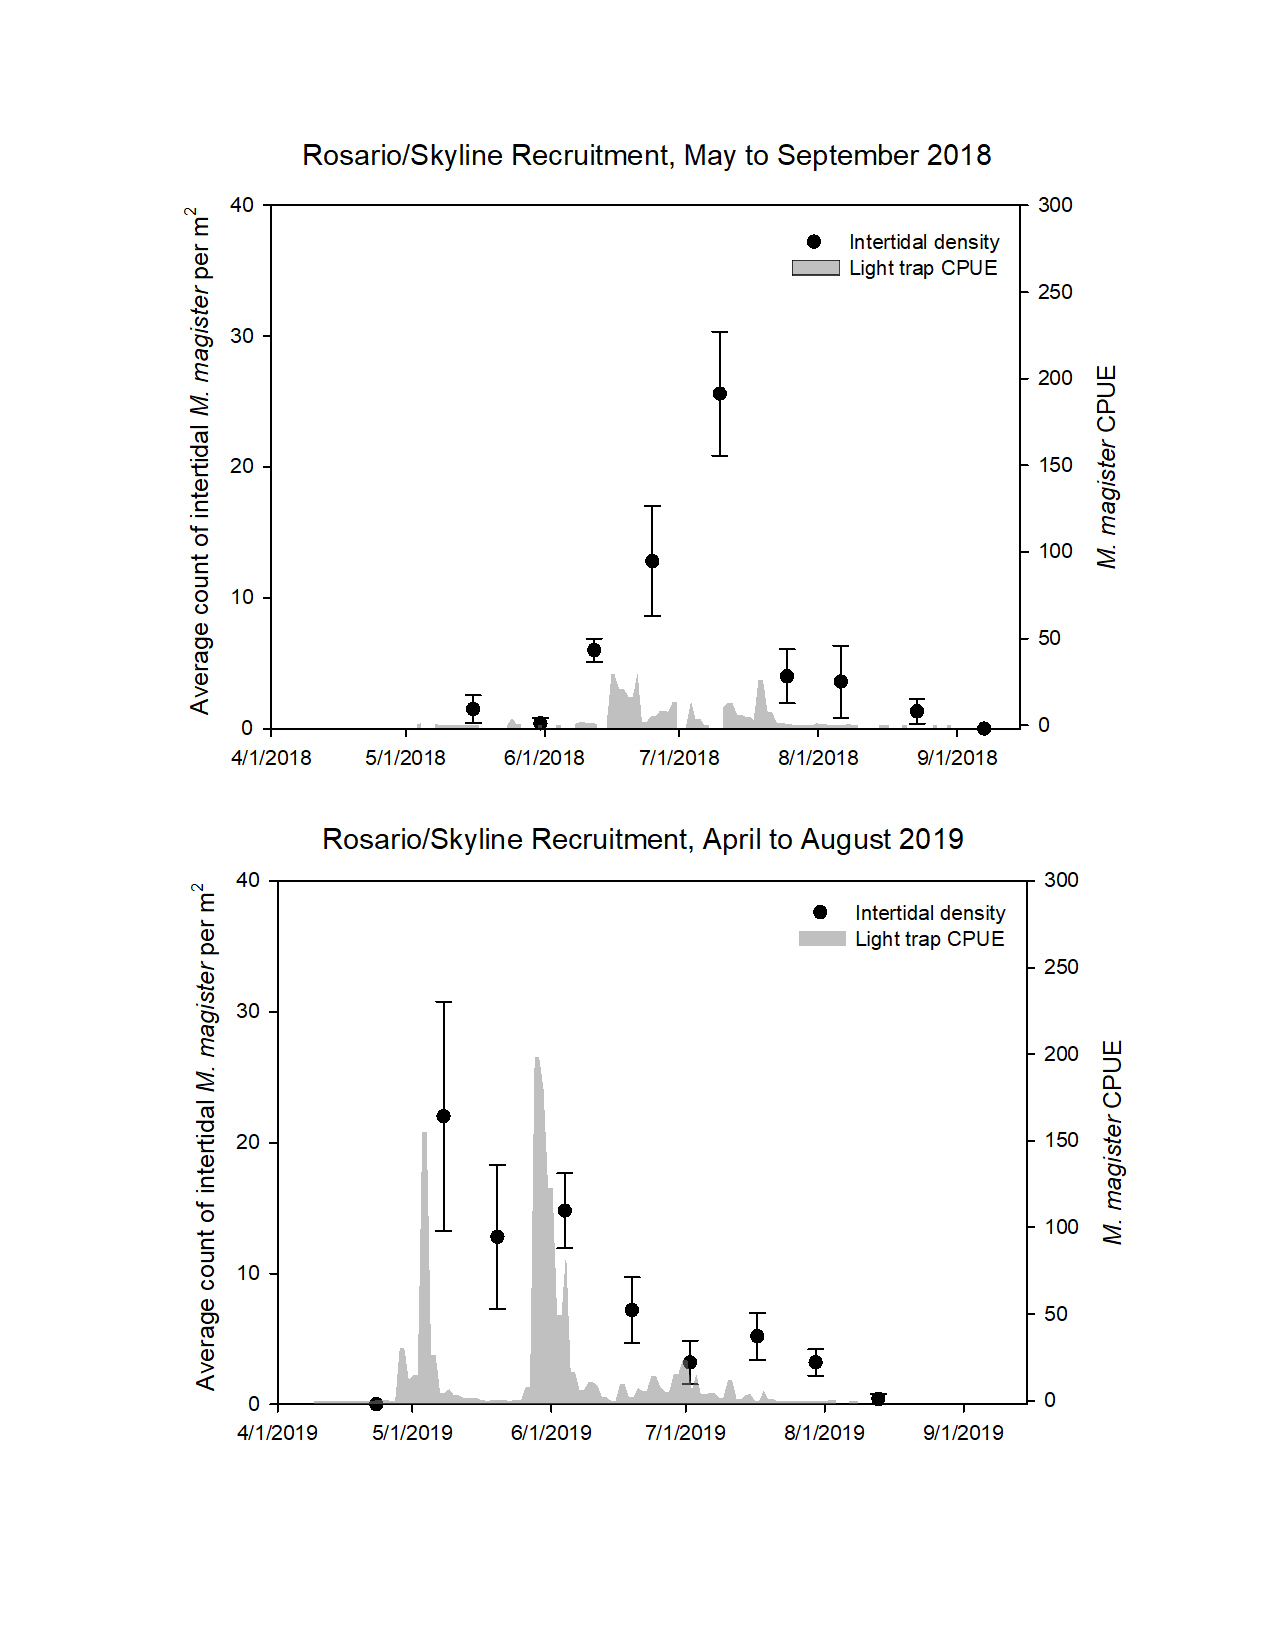 Rosario/Skyline Recruitment, May to September 2018
Average count of intertidal M. magister per m²
40
30
20
10
0
Intertidal density
Light trap CPUE
300
250
200
150
100
50
0
M. magister CPUE
4/1/2018 5/1/2018 6/1/2018 7/1/2018 8/1/2018 9/1/2018
Rosario/Skyline Recruitment, April to August 2019
Average count of intertidal M. magister per m²
40
30
20
10
0
Intertidal density
Light trap CPUE
300
250
200
150
100
50
0
M. magister CPUE
4/1/2019 5/1/2019 6/1/2019 7/1/2019 8/1/2019 9/1/2019